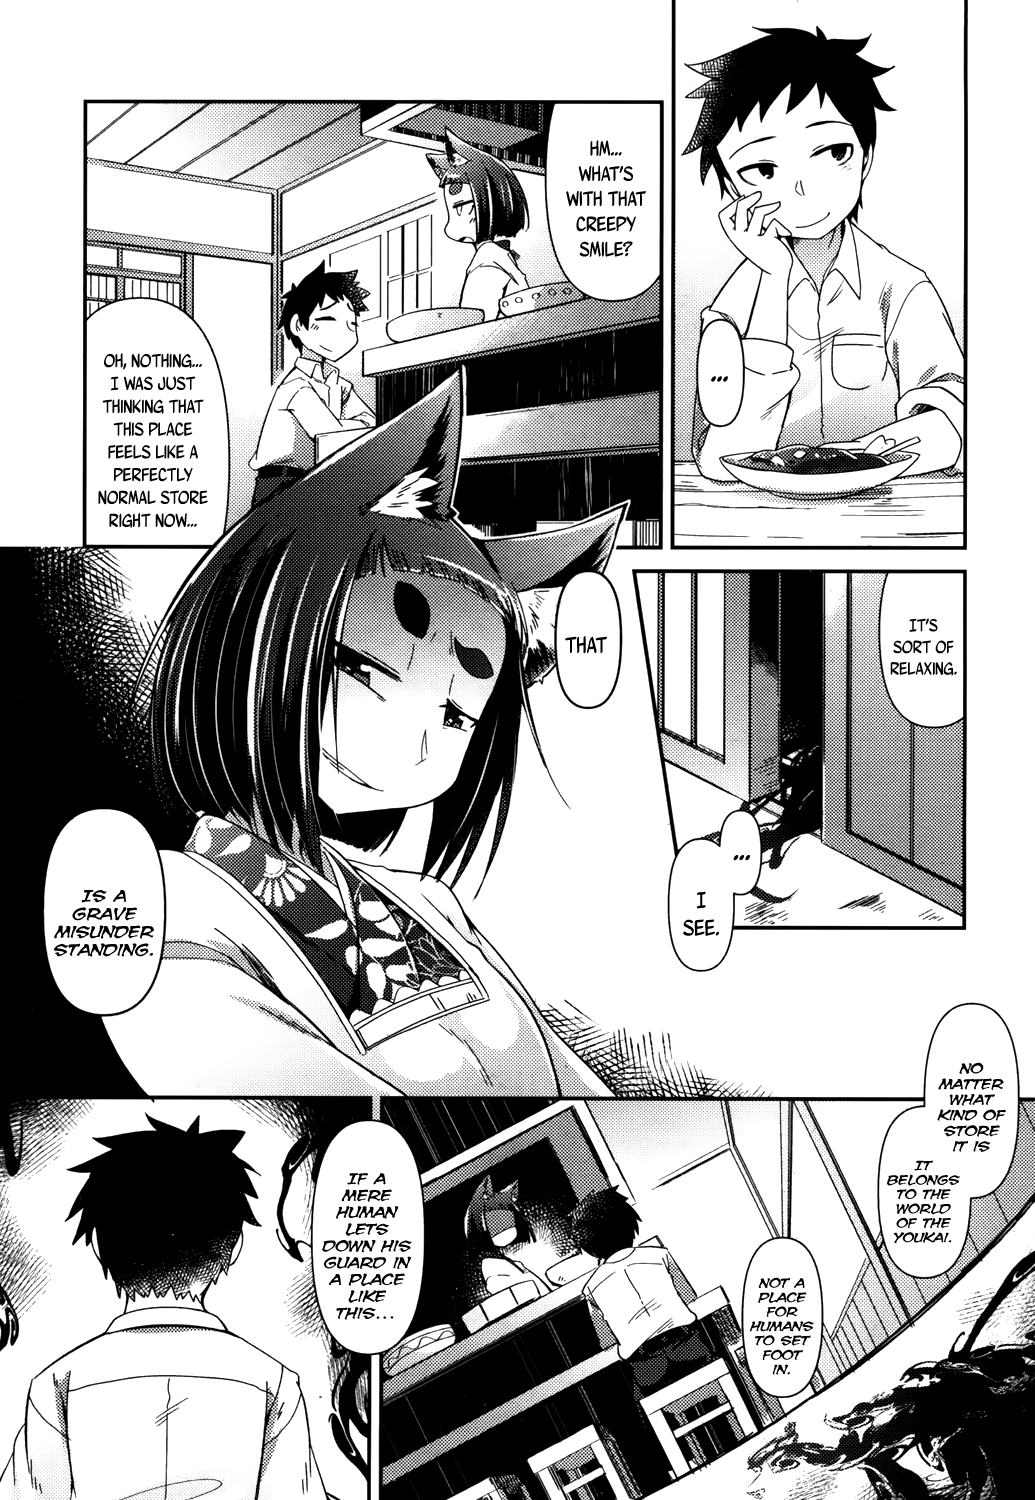 ...
HM...
WHAT'S
WITH THAT
CREEPY
SMILE?
OH, NOTHING...
I WAS JUST
THINKING THAT
THIS PLACE
FEELS LIKE A
PERFECTLY
NORMAL STORE
RIGHT NOW...
IT'S
SORT OF
RELAXING.
...
I
SEE.
THAT
IS A
GRAVE
MISUNDER
STANDING.
NO
MATTER
WHAT
KIND OF
STORE
IT IS
IT
BELONGS
TO THE
WORLD
OF THE
YOUKAI.
NOT A
PLACE
FOR
HUMANS
TO SET
FOOT
IN.
IF A
MERE
HUMAN
LETS
DOWN HIS
GUARD IN
A PLACE
LIKE
THIS...